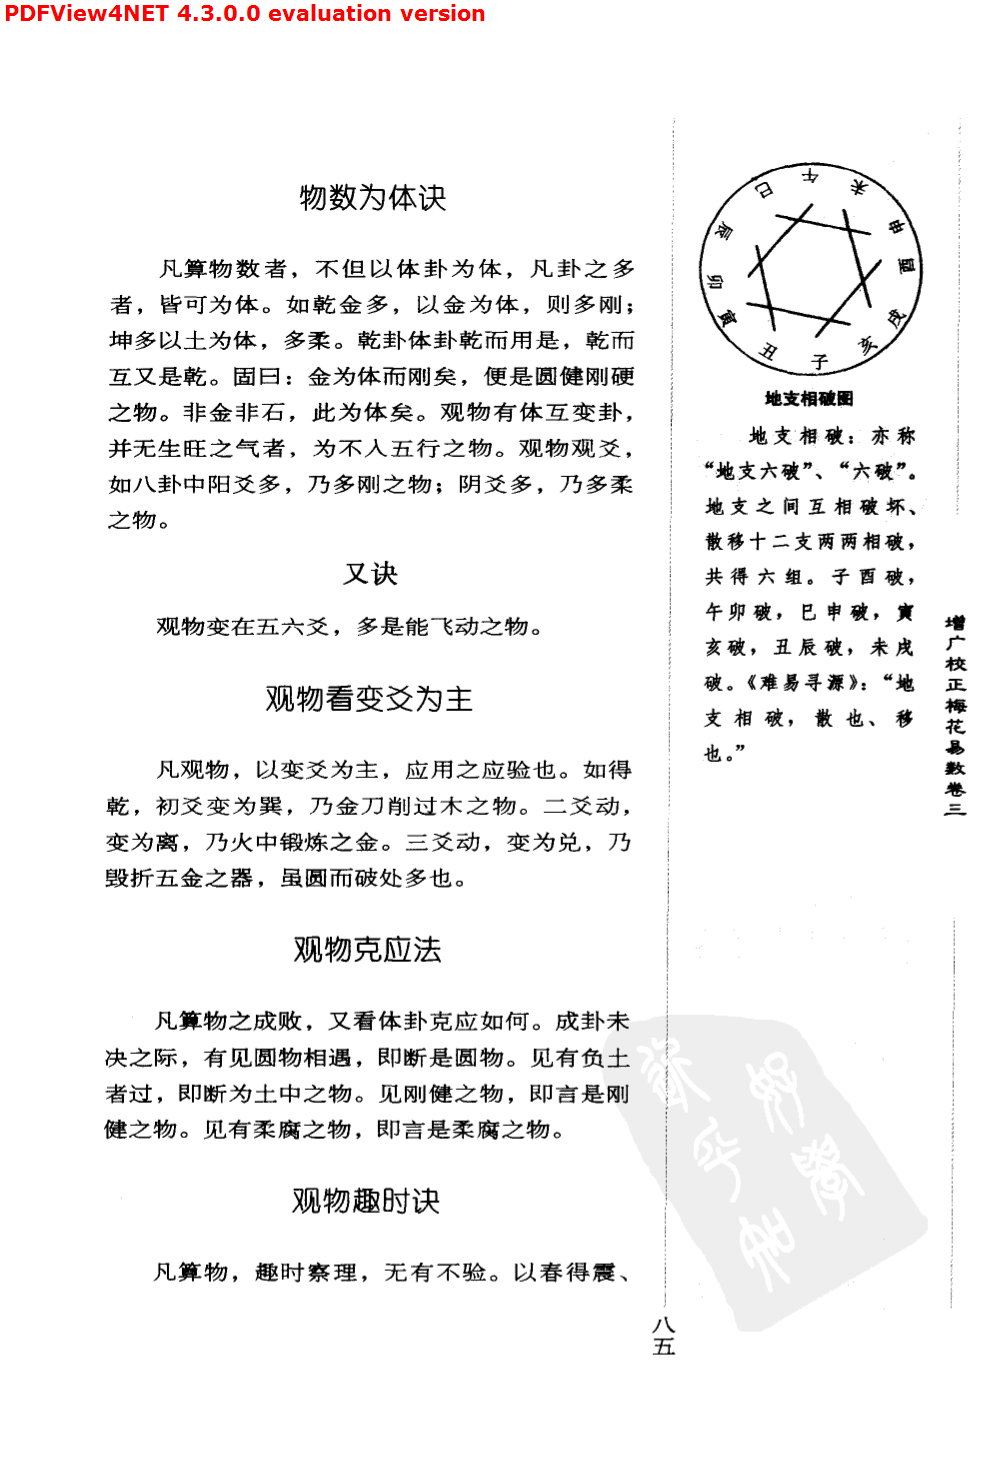 PDFView4NET 4.3.0.0 evaluation version
物数为体诀
凡算物数者，不但以体卦为体，凡卦之多
者，皆可为体。如乾金多，以金为体，则多刚；
坤多以土为体，多柔。乾卦体卦乾而用是，乾而
互又是乾。固曰：金为体而刚矣，便是圆健刚硬
之物。非金非石，此为体矣。观物有体互变卦，
并无生旺之气者，为不入五行之物。观物观爻，
如八卦中阳爻多，乃多刚之物；阴爻多，乃多柔
之物。
又诀
观物变在五六爻，多是能飞动之物。
观物看变爻为主
凡观物，以变爻为主，应用之应验也。如得
乾，初爻变为巽，乃金刀削过木之物。二爻动，
变为离，乃火中锻炼之金。三爻动，变为兑，乃
毁折五金之器，虽圆而破处多也。
观物克应法
凡算物之成败，又看体卦克应如何。成卦未
决之际，有见圆物相遇，即断是圆物。见有负土
者过，即断为土中之物。见刚健之物，即言是刚
健之物。见有柔腐之物，即言是柔腐之物。
观物趣时诀
凡算物，趣时察理，无有不验。以春得震、
午
未
申
酉
戌
亥
子
丑
寅
卯
辰
巳
地支相破图
地支相破：亦称
“地支六破”、“六破”。
地支之间互相破坏、
散移十二支两两相破，
共得六组。子酉破，
午卯破，巳申破，寅
亥破，丑辰破，未戌
破。《难易寻源》：“地
支相破，散也、移
也。”
增广校正梅花易数卷三
八五